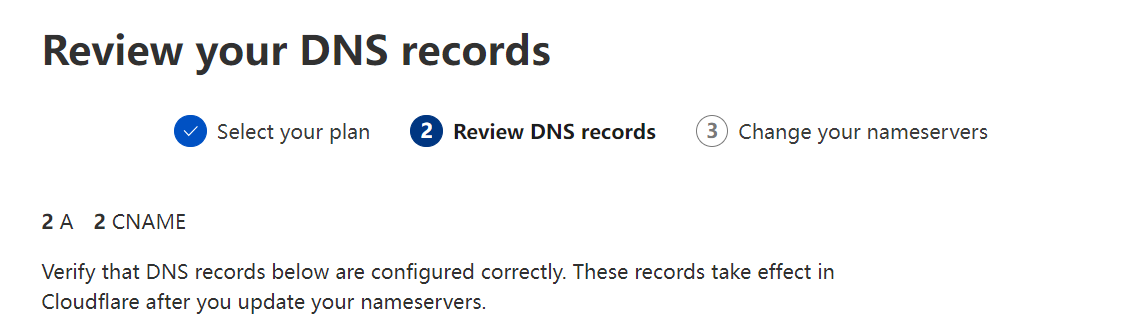 Review your DNS records
Select your plan 2 Review DNS records 3 Change your nameservers
2 A 2 CNAME
Verify that DNS records below are configured correctly. These records take effect in
Cloudflare after you update your nameservers.